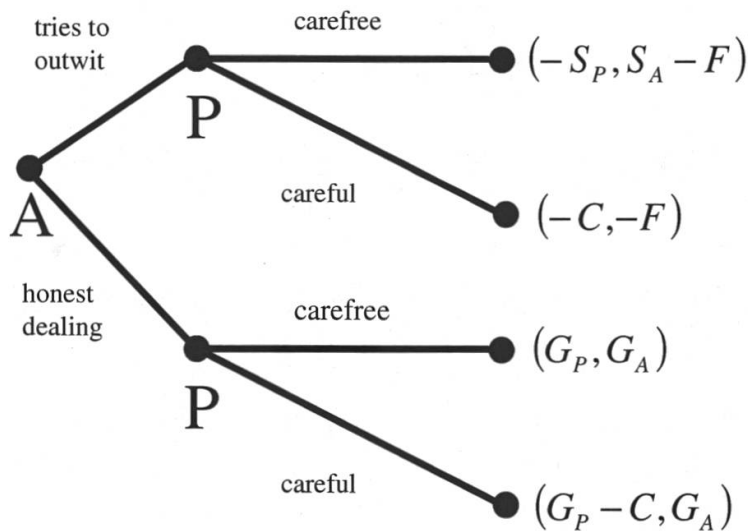 tries to
outwit
carefree
(−S_P, S_A − F)
P
careful
(−C,−F)
A
honest
dealing
carefree
(G_P, G_A)
P
careful
(G_P − C, G_A)